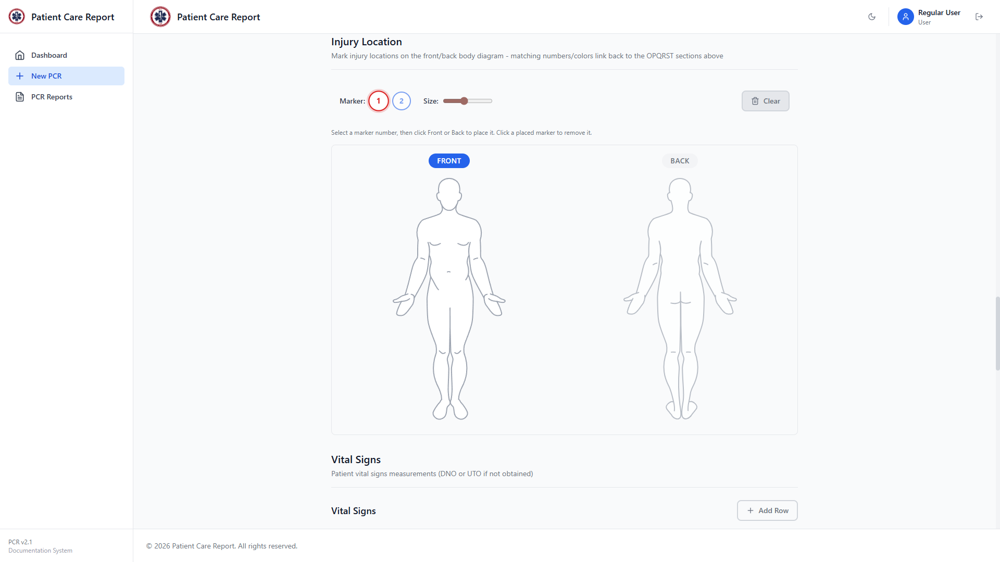 Patient Care Report
Patient Care Report
Regular User
User
Dashboard
New PCR
PCR Reports
Injury Location
Mark injury locations on the front/back body diagram - matching numbers/colors link back to the OPQRST sections above
Marker: 1 2 Size:
Clear
Select a marker number, then click Front or Back to place it. Click a placed marker to remove it.
FRONT
BACK
Vital Signs
Patient vital signs measurements (DNO or UTO if not obtained)
Vital Signs
Add Row
PCR v2.1
Documentation System
© 2026 Patient Care Report. All rights reserved.